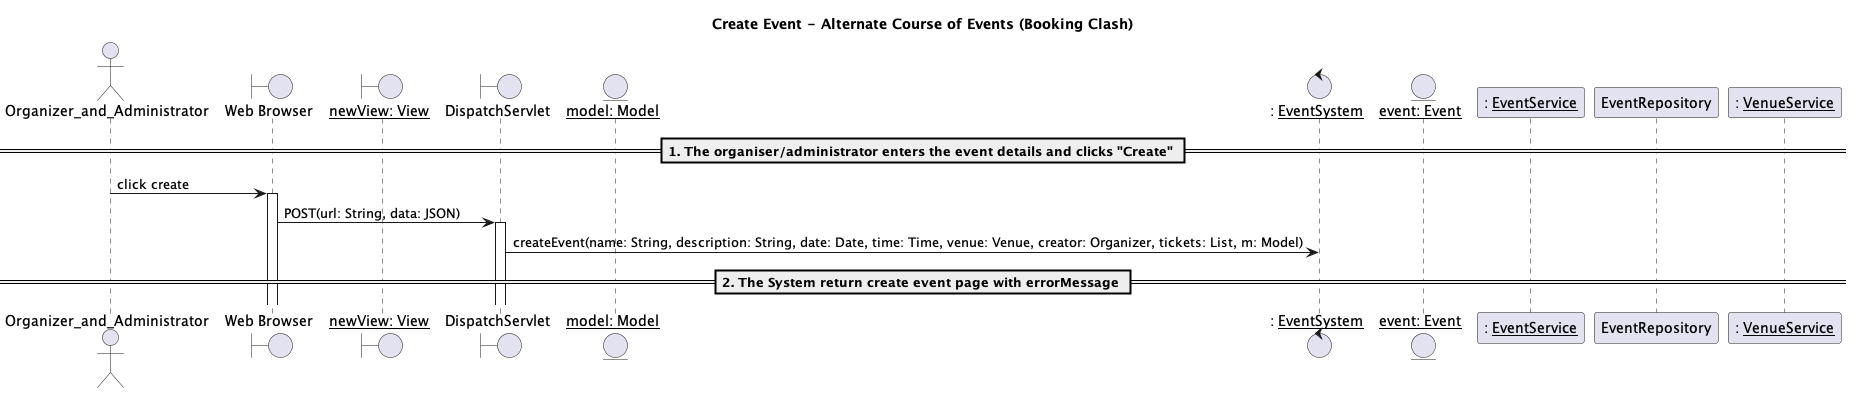 Create Event - Alternate Course of Events (Booking Clash)
Organizer_and_Administrator Web Browser newView: View DispatchServlet model: Model : EventSystem event: Event : EventService EventRepository : VenueService
1. The organiser/administrator enters the event details and clicks "Create"
click create
POST(url: String, data: JSON)
createEvent(name: String, description: String, date: Date, time: Time, venue: Venue, creator: Organizer, tickets: List, m: Model)
2. The System return create event page with errorMessage
Organizer_and_Administrator Web Browser newView: View DispatchServlet model: Model : EventSystem event: Event : EventService EventRepository : VenueService